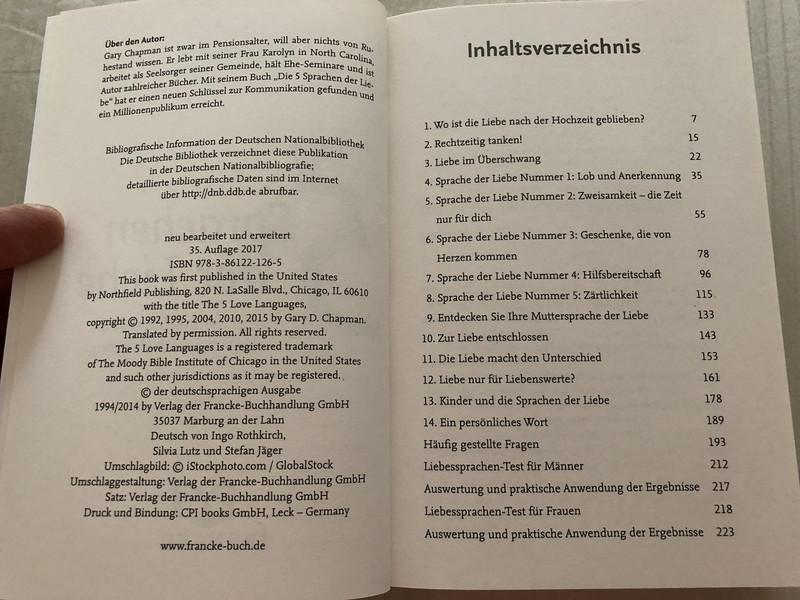 Über den Autor:
Gary Chapman ist zwar im Pensionsalter, will aber nichts von Ru-
hestand wissen. Er lebt mit seiner Frau Karolyn in North Carolina,
arbeitet als Seelsorger seiner Gemeinde, hält Ehe-Seminare und ist
Autor zahlreicher Bücher. Mit seinem Buch „Die 5 Sprachen der Lie-
be“ hat er einen neuen Schlüssel zur Kommunikation gefunden und
ein Millionenpublikum erreicht.
Bibliografische Information der Deutschen Nationalbibliothek
Die Deutsche Bibliothek verzeichnet diese Publikation
in der Deutschen Nationalbibliografie;
detaillierte bibliografische Daten sind im Internet
über http://dnb.ddb.de abrufbar.
neu bearbeitet und erweitert
35. Auflage 2017
ISBN 978-3-86122-126-5
This book was first published in the United States
by Northfield Publishing, 820 N. LaSalle Blvd., Chicago, IL 60610
with the title The 5 Love Languages,
copyright © 1992, 1995, 2004, 2010, 2015 by Gary D. Chapman.
Translated by permission. All rights reserved.
The 5 Love Languages is a registered trademark
of The Moody Bible Institute of Chicago in the United States
and such other jurisdictions as it may be registered.
© der deutschsprachigen Ausgabe
1994/2014 by Verlag der Francke-Buchhandlung GmbH
35037 Marburg an der Lahn
Deutsch von Ingo Rothkirch,
Silvia Lutz und Stefan Jäger
Umschlagbild: © iStockphoto.com / GlobalStock
Umschlaggestaltung: Verlag der Francke-Buchhandlung GmbH
Satz: Verlag der Francke-Buchhandlung GmbH
Druck und Bindung: CPI books GmbH, Leck – Germany
www.francke-buch.de
Inhaltsverzeichnis
1. Wo ist die Liebe nach der Hochzeit geblieben? 7
2. Rechtzeitig tanken! 15
3. Liebe im Überschwang 22
4. Sprache der Liebe Nummer 1: Lob und Anerkennung 35
5. Sprache der Liebe Nummer 2: Zweisamkeit – die Zeit
nur für dich 55
6. Sprache der Liebe Nummer 3: Geschenke, die von
Herzen kommen 78
7. Sprache der Liebe Nummer 4: Hilfsbereitschaft 96
8. Sprache der Liebe Nummer 5: Zärtlichkeit 115
9. Entdecken Sie Ihre Muttersprache der Liebe 133
10. Zur Liebe entschlossen 143
11. Die Liebe macht den Unterschied 153
12. Liebe nur für Liebenswerte? 161
13. Kinder und die Sprachen der Liebe 178
14. Ein persönliches Wort 189
Häufig gestellte Fragen 193
Liebessprachen-Test für Männer 212
Auswertung und praktische Anwendung der Ergebnisse 217
Liebessprachen-Test für Frauen 218
Auswertung und praktische Anwendung der Ergebnisse 223